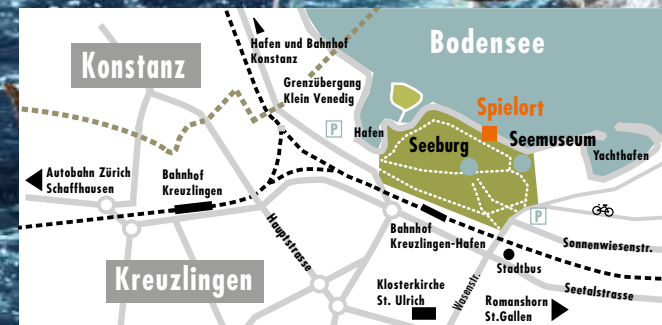 Hafen und Bahnhof
Konstanz
Bodensee
Konstanz
Grenzübergang
Klein Venedig
Spielort
P
Hafen
Seeburg
Seemuseum
Yachthafen
Autobahn Zürich
Schaffhausen
Bahnhof
Kreuzlingen
P
Hauptstrasse
Bahnhof
Kreuzlingen-Hafen
Sonnenwiesenstr.
Stadtbus
Kreuzlingen
Klosterkirche
St. Ulrich
Wasenstr.
Seetalstrasse
Romanshorn
St.Gallen